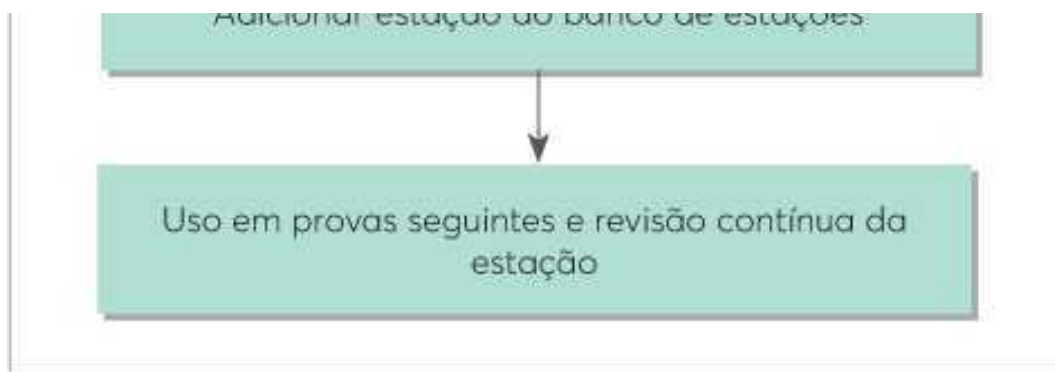 Adicionar estação ao banco de estações
Uso em provas seguintes e revisão contínua da
estação